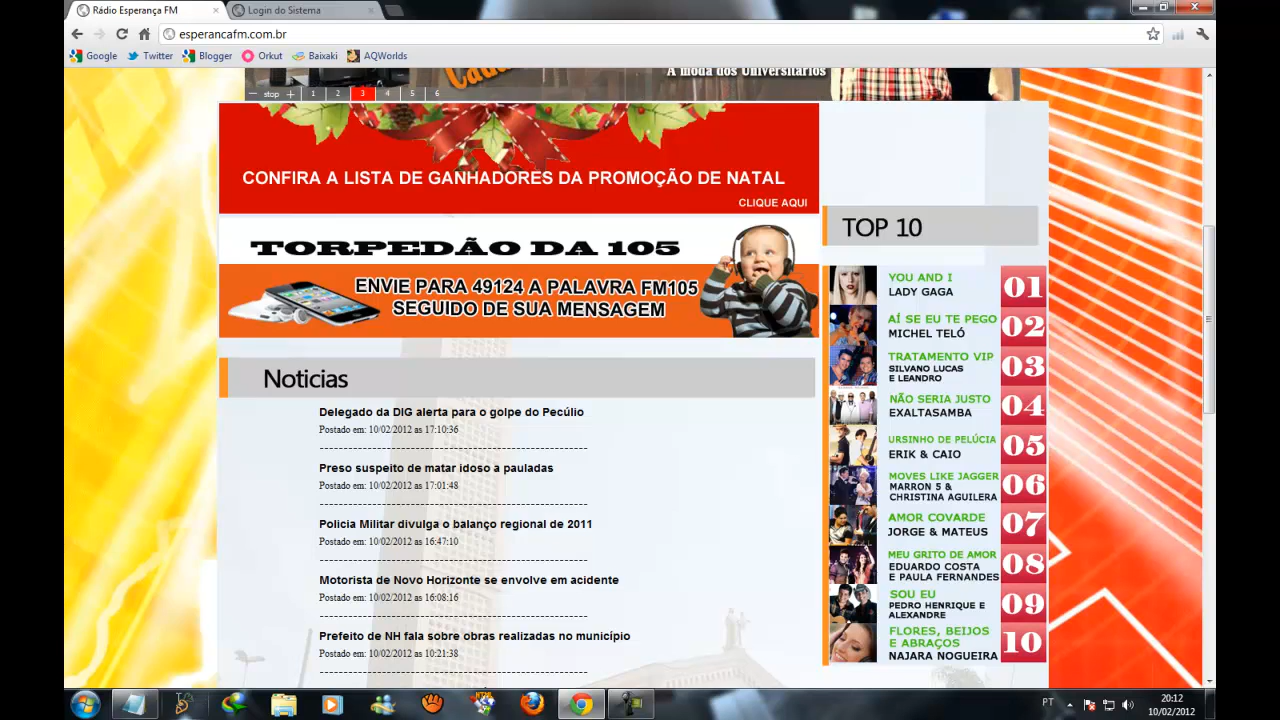 Rádio Esperança FM
Login do Sistema
esperancafm.com.br
Google
Twitter
Blogger
Orkut
Baixaki
AQWorlds
A moda dos Universitários
stop
1
2
3
4
5
6
CONFIRA A LISTA DE GANHADORES DA PROMOÇÃO DE NATAL
CLIQUE AQUI
TORPEDÃO DA 105
ENVIE PARA 49124 A PALAVRA FM105
SEGUIDO DE SUA MENSAGEM
Noticias
Delegado da DIG alerta para o golpe do Pecúlio
Postado em: 10/02/2012 as 17:10:36
Preso suspeito de matar idoso a pauladas
Postado em: 10/02/2012 as 17:01:48
Policia Militar divulga o balanço regional de 2011
Postado em: 10/02/2012 as 16:47:10
Motorista de Novo Horizonte se envolve em acidente
Postado em: 10/02/2012 as 16:08:16
Prefeito de NH fala sobre obras realizadas no município
Postado em: 10/02/2012 as 10:21:38
TOP 10
YOU AND I
LADY GAGA
01
AÍ SE EU TE PEGO
MICHEL TELÓ
02
TRATAMENTO VIP
SILVANO LUCAS
E LEANDRO
03
NÃO SERIA JUSTO
EXALTASAMBA
04
URSINHO DE PELÚCIA
ERIK & CAIO
05
MOVES LIKE JAGGER
MARRON 5 &
CHRISTINA AGUILERA
06
AMOR COVARDE
JORGE & MATEUS
07
MEU GRITO DE AMOR
EDUARDO COSTA
E PAULA FERNANDES
08
SOU EU
PEDRO HENRIQUE E
ALEXANDRE
09
FLORES, BEIJOS
E ABRAÇOS
NAJARA NOGUEIRA
10
PT
20:12
10/02/2012